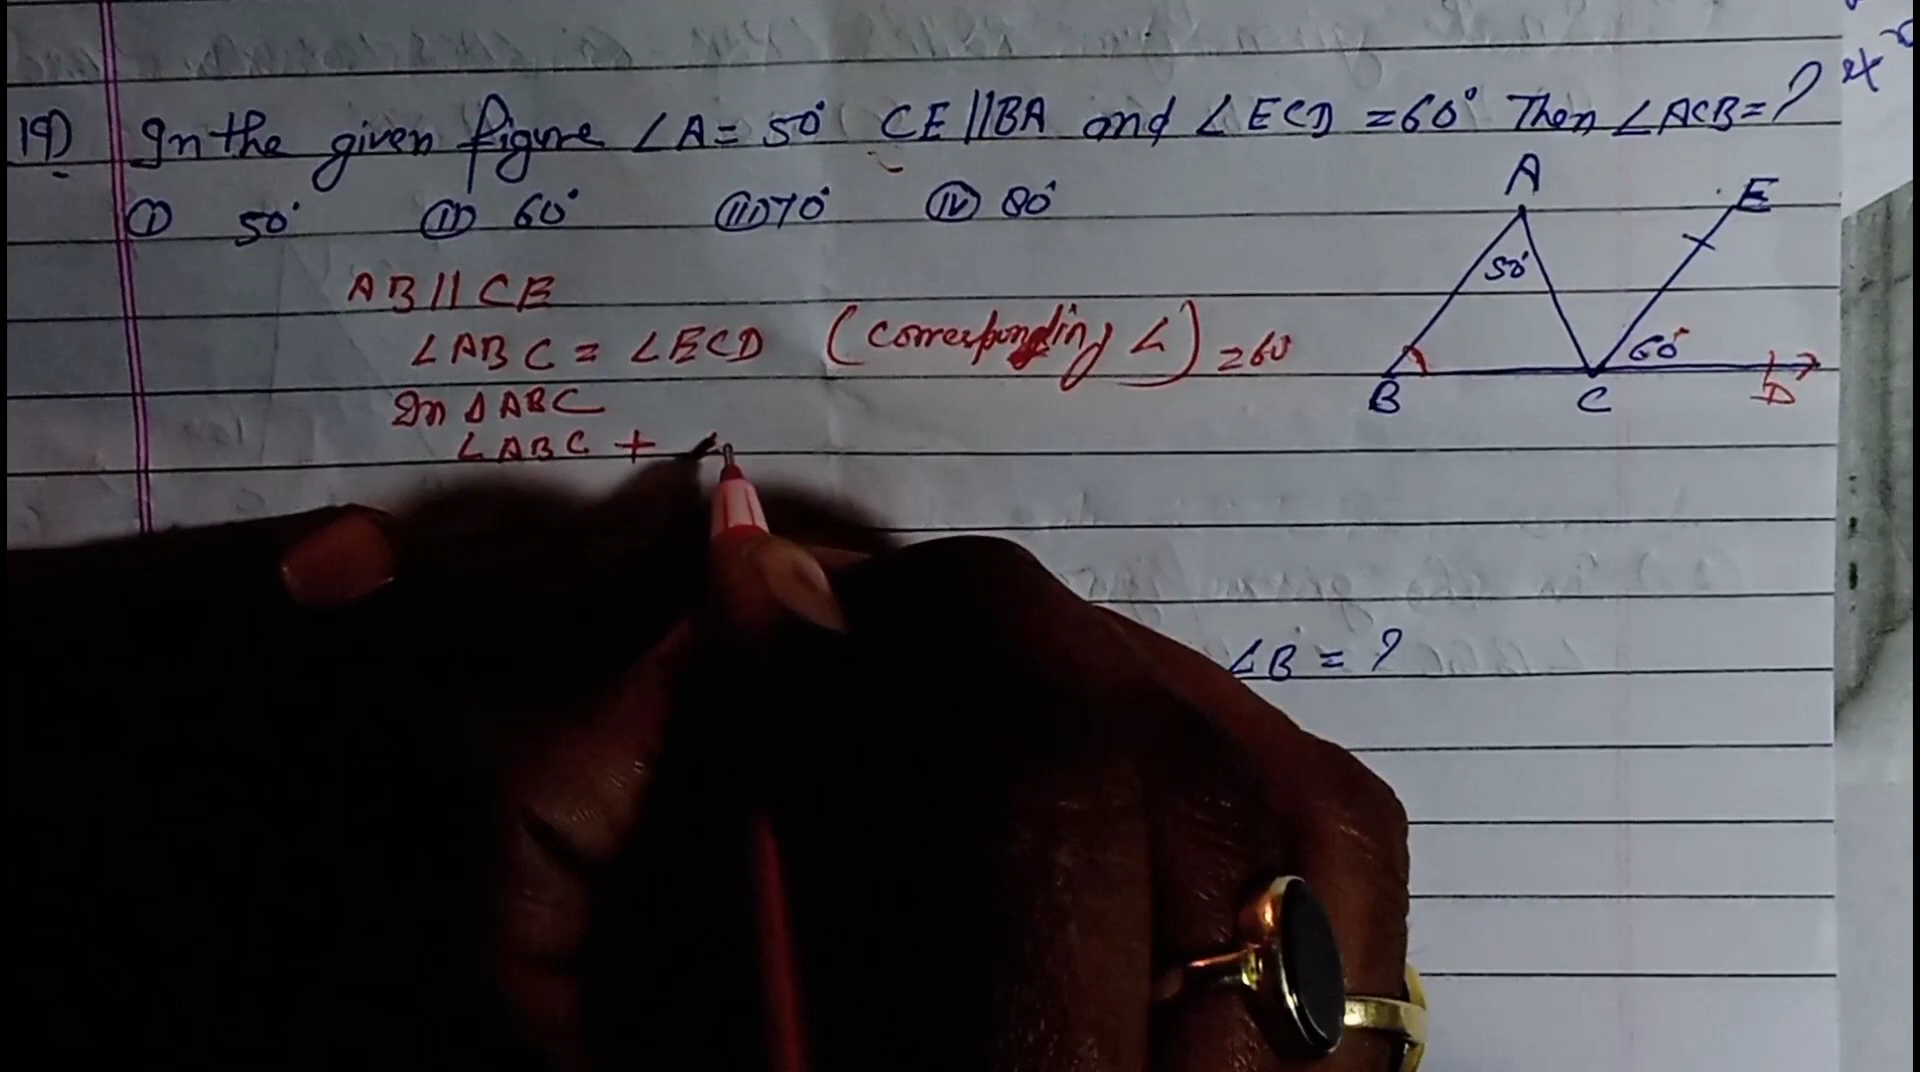 19) In the given figure ∠A = 50° CE||BA and ∠ECD = 60° Then ∠ACB = ?
(I) 50° (II) 60° (III) 70° (IV) 80°
A
E
50°
60°
B
C
D
AB||CE
∠ABC = ∠ECD (corresponding ∠) = 60
In ΔABC
∠ABC + ∠
∠B = ?